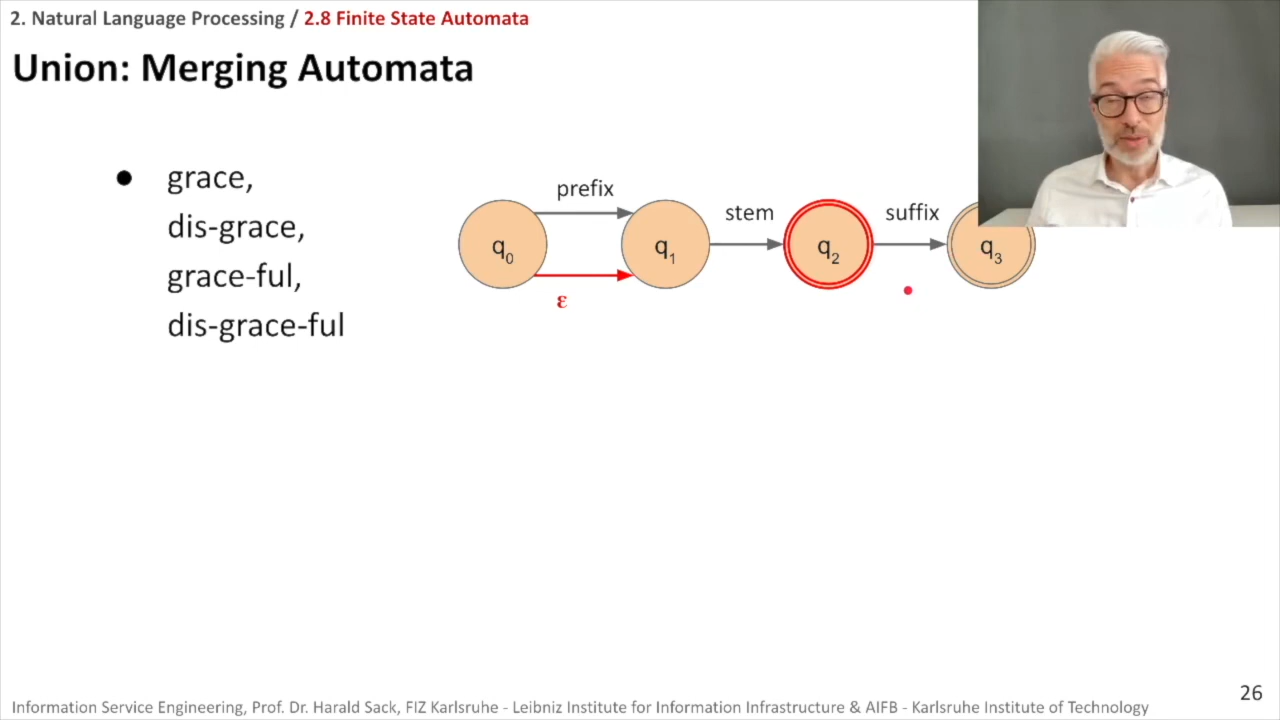 2. Natural Language Processing / 2.8 Finite State Automata
Union: Merging Automata
● grace,
dis-grace,
grace-ful,
dis-grace-ful
prefix
stem
suffix
q0
q1
q2
q3
ε
26
Information Service Engineering, Prof. Dr. Harald Sack, FIZ Karlsruhe - Leibniz Institute for Information Infrastructure & AIFB - Karlsruhe Institute of Technology